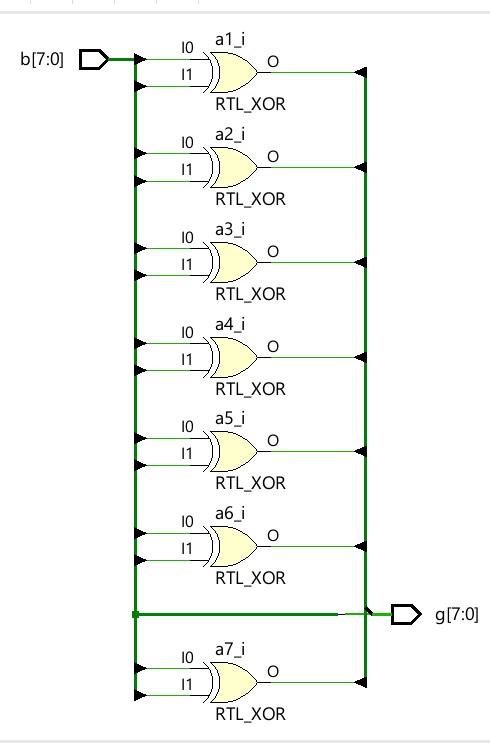 a1_i
b[7:0]
I0
O
I1
RTL_XOR
a2_i
I0
O
I1
RTL_XOR
a3_i
I0
O
I1
RTL_XOR
a4_i
I0
O
I1
RTL_XOR
a5_i
I0
O
I1
RTL_XOR
a6_i
I0
O
I1
RTL_XOR
g[7:0]
a7_i
I0
O
I1
RTL_XOR